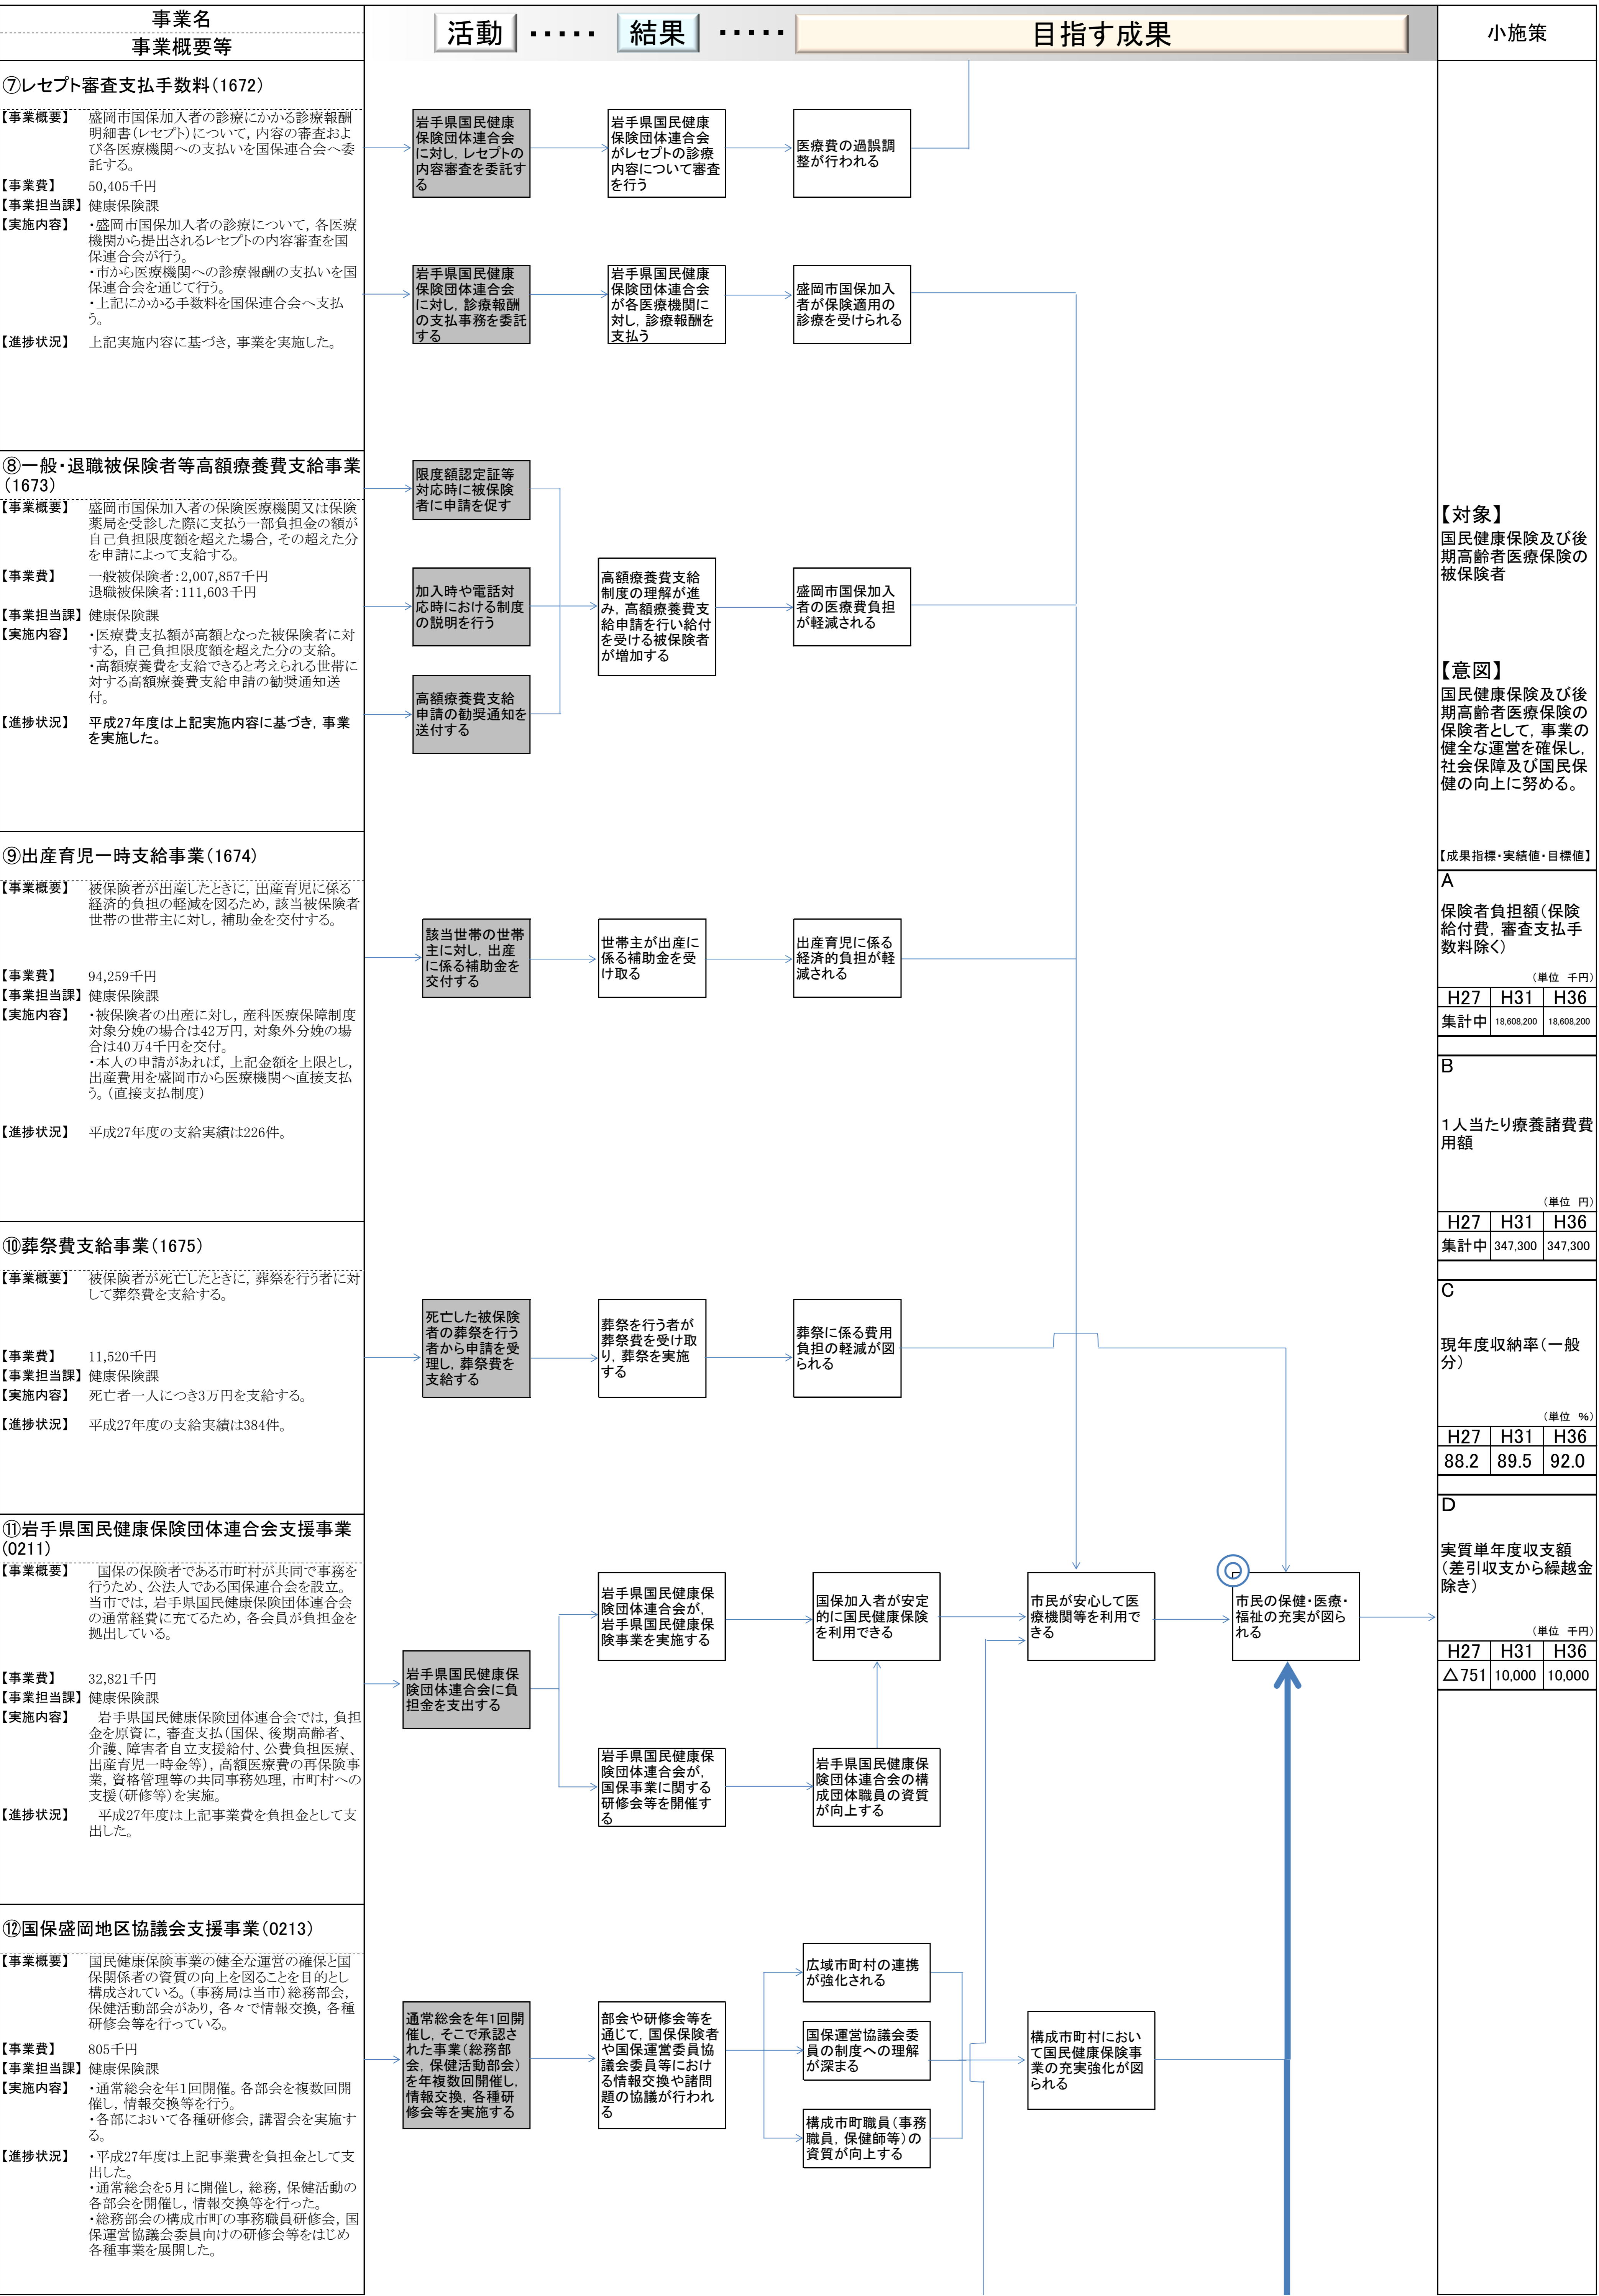 事業名
事業概要等
活動 ・・・・・ 結果 ・・・・・ 目指す成果
小施策
⑦レセプト審査支払手数料(1672)
【事業概要】 盛岡市国保加入者の診療にかかる診療報酬
明細書(レセプト)について,内容の審査およ
び各医療機関への支払いを国保連合会へ委
託する。
【事業費】 50,405千円
【事業担当課】 健康保険課
【実施内容】 ・盛岡市国保加入者の診療について,各医療
機関から提出されるレセプトの内容審査を国
保連合会が行う。
・市から医療機関への診療報酬の支払いを国
保連合会を通じて行う。
・上記にかかる手数料を国保連合会へ支払
う。
【進捗状況】 上記実施内容に基づき,事業を実施した。
岩手県国民健康
保険団体連合会
に対し,レセプトの
内容審査を委託す
る
岩手県国民健康
保険団体連合会
がレセプトの診療
内容について審査
を行う
医療費の過誤調
整が行われる
岩手県国民健康
保険団体連合会
に対し,診療報酬
の支払事務を委託
する
岩手県国民健康
保険団体連合会
が各医療機関に
対し,診療報酬を
支払う
盛岡市国保加入
者が保険適用の
診療を受けられる
⑧一般・退職被保険者等高額療養費支給事業
(1673)
【事業概要】 盛岡市国保加入者の保険医療機関又は保険
薬局を受診した際に支払う一部負担金の額が
自己負担限度額を超えた場合,その超えた分
を申請によって支給する。
【事業費】 一般被保険者:2,007,857千円
退職被保険者:111,603千円
【事業担当課】 健康保険課
【実施内容】 ・医療費支払額が高額となった被保険者に対
する,自己負担限度額を超えた分の支給。
・高額療養費を支給できると考えられる世帯に
対する高額療養費支給申請の勧奨通知送
付。
【進捗状況】 平成27年度は上記実施内容に基づき,事業
を実施した。
限度額認定証等
対応時に被保険
者に申請を促す
加入時や電話対
応時における制度
の説明を行う
高額療養費支給
申請の勧奨通知を
送付する
高額療養費支給
制度の理解が進
み,高額療養費支
給申請を行い給付
を受ける被保険者
が増加する
盛岡市国保加入
者の医療費負担
が軽減される
⑨出産育児一時支給事業(1674)
【事業概要】 被保険者が出産したときに,出産育児に係る
経済的負担の軽減を図るため,該当被保険者
世帯の世帯主に対し,補助金を交付する。
【事業費】 94,259千円
【事業担当課】 健康保険課
【実施内容】 ・被保険者の出産に対し,産科医療保障制度
対象分娩の場合は42万円,対象外分娩の場
合は40万4千円を交付。
・本人の申請があれば,上記金額を上限とし,
出産費用を盛岡市から医療機関へ直接支払
う。(直接支払制度)
【進捗状況】 平成27年度の支給実績は226件。
該当世帯の世帯
主に対し,出産
に係る補助金を
交付する
世帯主が出産に
係る補助金を受
け取る
出産育児に係る
経済的負担が軽
減される
⑩葬祭費支給事業(1675)
【事業概要】 被保険者が死亡したときに,葬祭を行う者に対
して葬祭費を支給する。
【事業費】 11,520千円
【事業担当課】 健康保険課
【実施内容】 死亡者一人につき3万円を支給する。
【進捗状況】 平成27年度の支給実績は384件。
死亡した被保険
者の葬祭を行う
者から申請を受
理し,葬祭費を
支給する
葬祭を行う者が
葬祭費を受け取
り,葬祭を実施
する
葬祭に係る費用
負担の軽減が図
られる
⑪岩手県国民健康保険団体連合会支援事業
(0211)
【事業概要】 国保の保険者である市町村が共同で事務を
行うため、公法人である国保連合会を設立。
当市では,岩手県国民健康保険団体連合会
の通常経費に充てるため,各会員が負担金を
拠出している。
【事業費】 32,821千円
【事業担当課】 健康保険課
【実施内容】 岩手県国民健康保険団体連合会では,負担
金を原資に,審査支払(国保、後期高齢者、
介護、障害者自立支援給付、公費負担医療、
出産育児一時金等),高額医療費の再保険事
業,資格管理等の共同事務処理,市町村への
支援(研修等)を実施。
【進捗状況】 平成27年度は上記事業費を負担金として支
出した。
岩手県国民健康保
険団体連合会に負
担金を支出する
岩手県国民健康保
険団体連合会が,
岩手県国民健康保
険事業を実施する
国保加入者が安定
的に国民健康保険
を利用できる
市民が安心して医
療機関等を利用で
きる
◎
市民の保健・医療・
福祉の充実が図ら
れる
岩手県国民健康保
険団体連合会が,
国保事業に関する
研修会等を開催す
る
岩手県国民健康保
険団体連合会の構
成団体職員の資質
が向上する
⑫国保盛岡地区協議会支援事業(0213)
【事業概要】 国民健康保険事業の健全な運営の確保と国
保関係者の資質の向上を図ることを目的とし
構成されている。(事務局は当市)総務部会,
保健活動部会があり,各々で情報交換,各種
研修会等を行っている。
【事業費】 805千円
【事業担当課】 健康保険課
【実施内容】 ・通常総会を年1回開催。各部会を複数回開
催し,情報交換等を行う。
・各部において各種研修会,講習会を実施す
る。
【進捗状況】 ・平成27年度は上記事業費を負担金として支
出した。
・通常総会を5月に開催し,総務,保健活動の
各部会を開催し,情報交換等を行った。
・総務部会の構成市町の事務職員研修会,国
保運営協議会委員向けの研修会等をはじめ
各種事業を展開した。
通常総会を年1回開
催し,そこで承認さ
れた事業(総務部
会,保健活動部会)
を年複数回開催し,
情報交換,各種研
修会等を実施する
部会や研修会等を
通じて,国保保険者
や国保運営委員協
議会委員等におけ
る情報交換や諸問
題の協議が行われ
る
広域市町村の連携
が強化される
国保運営協議会委
員の制度への理解
が深まる
構成市町職員(事務
職員,保健師等)の
資質が向上する
構成市町村におい
て国民健康保険事
業の充実強化が図
られる
【対象】
国民健康保険及び後
期高齢者医療保険の
被保険者
【意図】
国民健康保険及び後
期高齢者医療保険の
保険者として,事業の
健全な運営を確保し,
社会保障及び国民保
健の向上に努める。
【成果指標・実績値・目標値】
A
保険者負担額(保険
給付費,審査支払手
数料除く)
(単位 千円)
H27 H31 H36
集計中 18,608,200 18,608,200
B
1人当たり療養諸費費
用額
(単位 円)
H27 H31 H36
集計中 347,300 347,300
C
現年度収納率(一般
分)
(単位 %)
H27 H31 H36
88.2 89.5 92.0
D
実質単年度収支額
(差引収支から繰越金
除き)
(単位 千円)
H27 H31 H36
△751 10,000 10,000